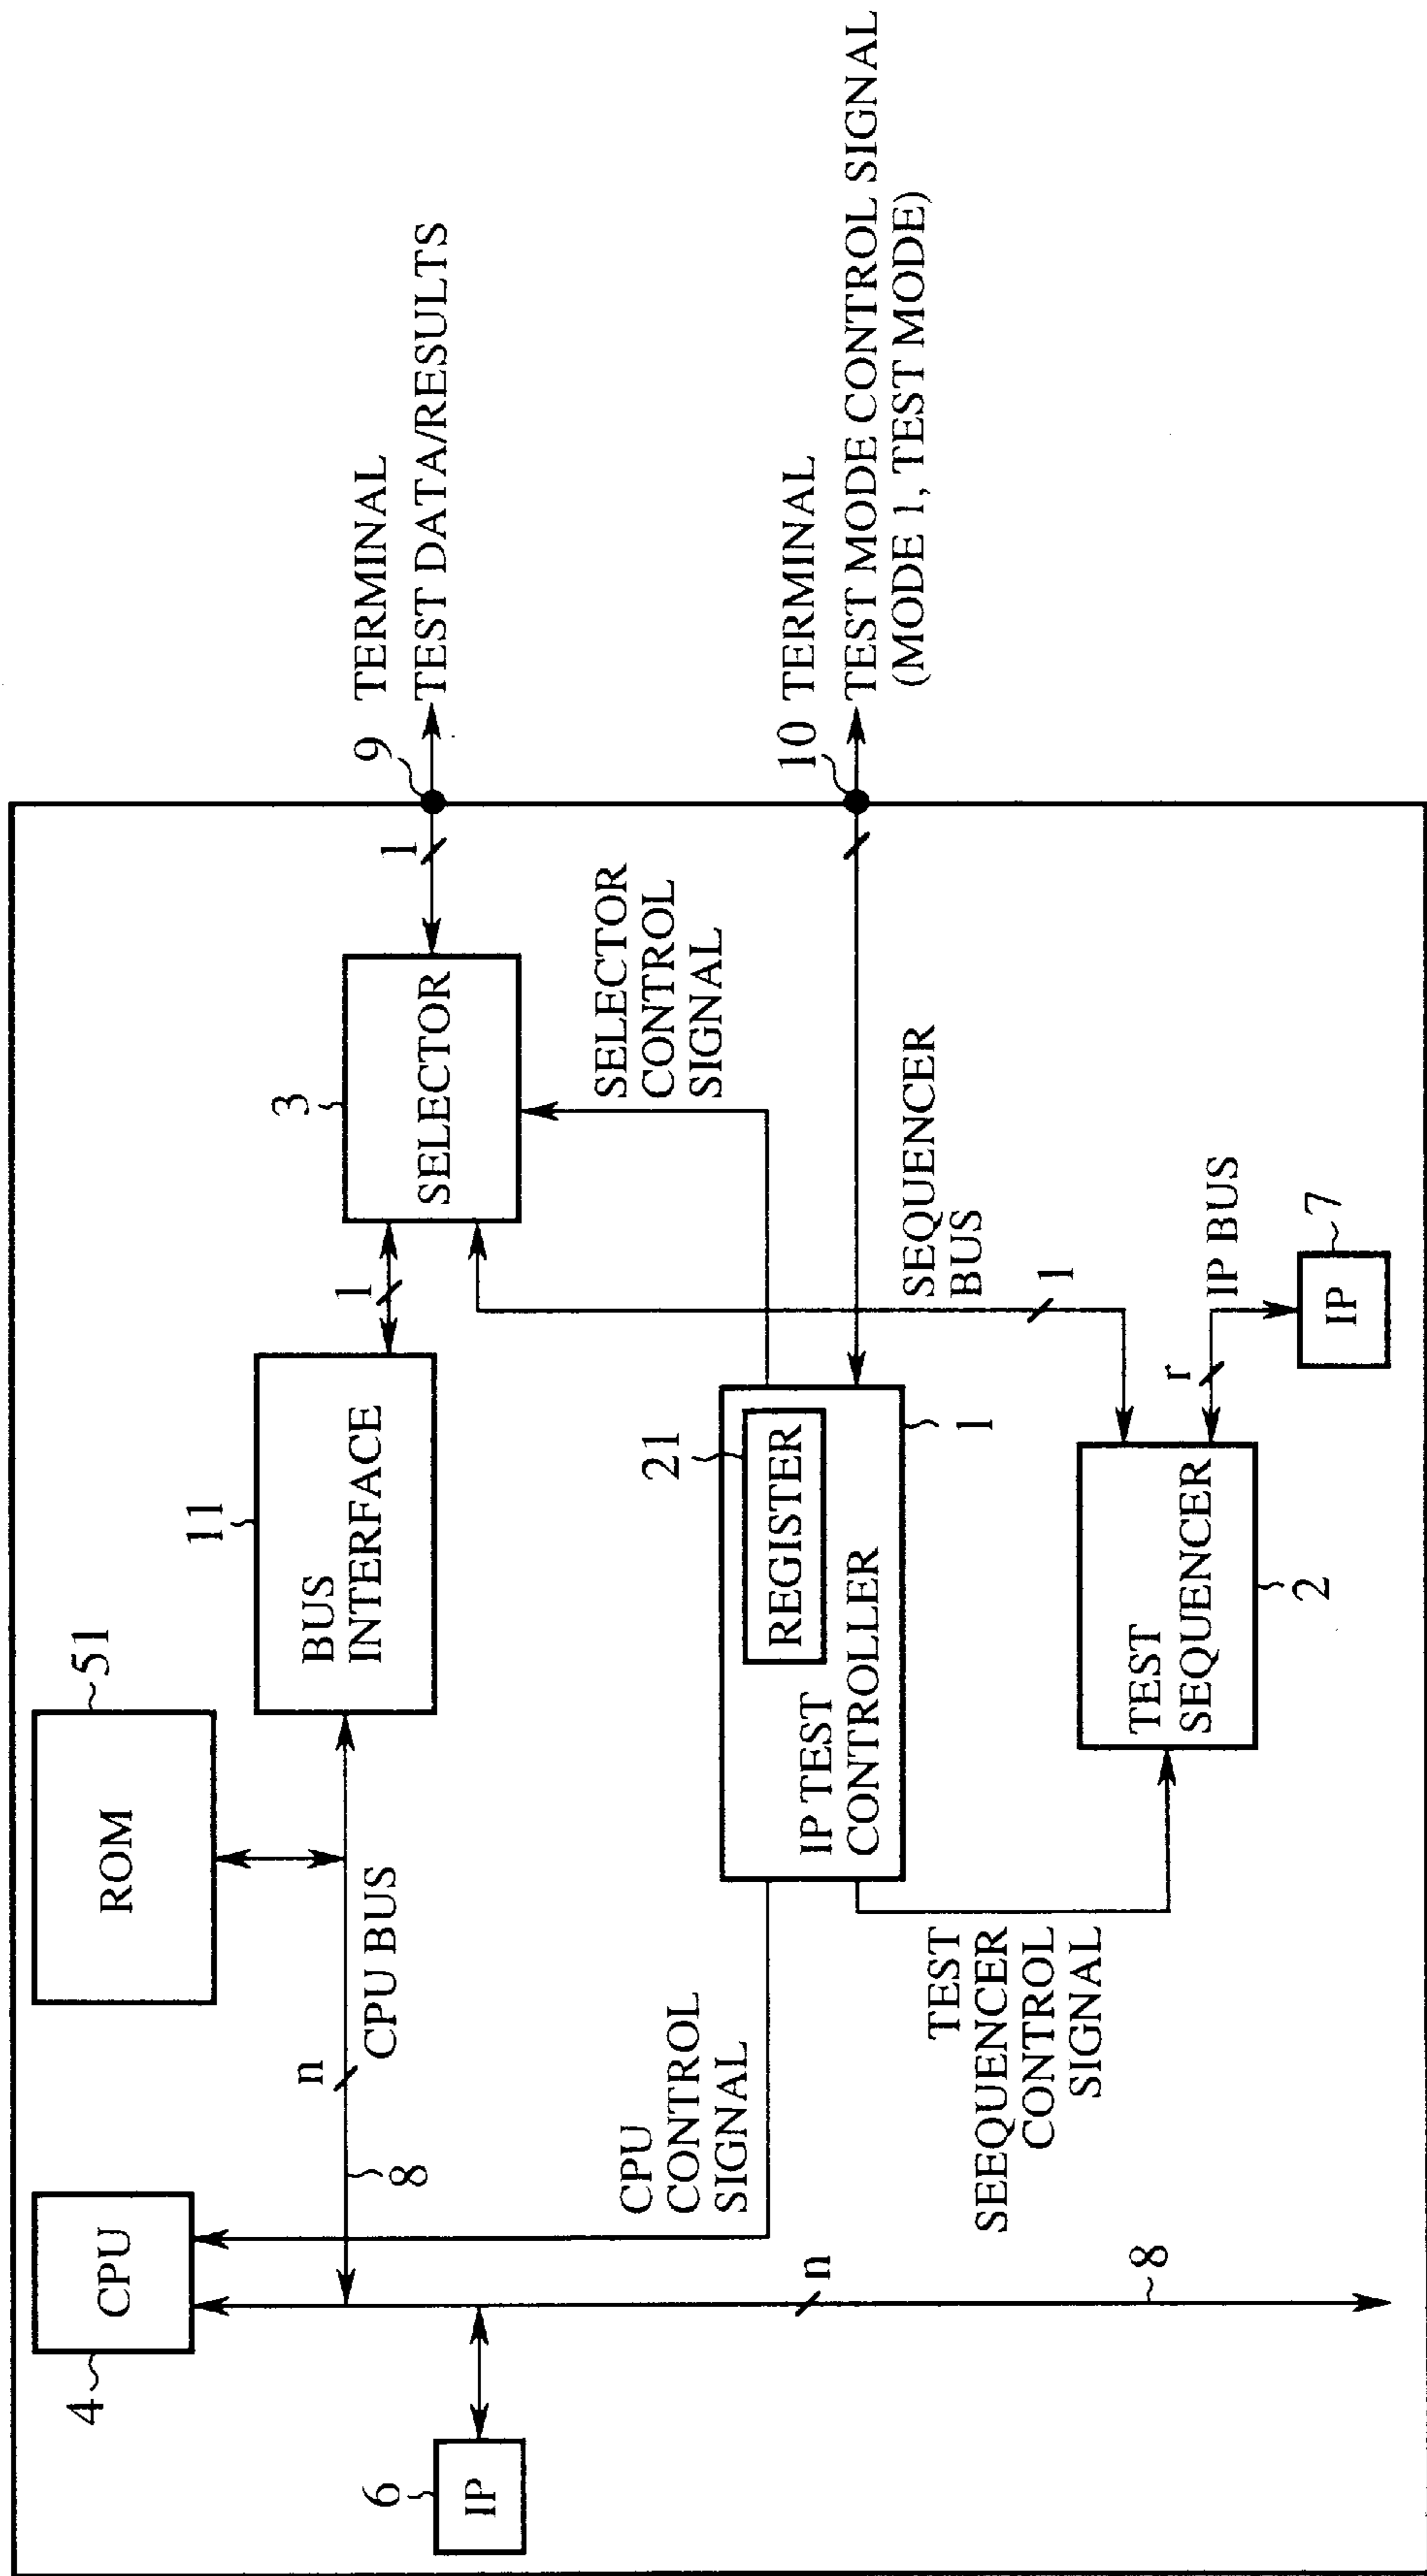 4
CPU
ROM
51
11
BUS
INTERFACE
3
SELECTOR
9
TERMINAL
TEST DATA/RESULTS
n
CPU BUS
8
1
1
6
IP
CPU
CONTROL
SIGNAL
21
REGISTER
IP TEST
CONTROLLER
1
SELECTOR
CONTROL
SIGNAL
10
TERMINAL
TEST MODE CONTROL SIGNAL
(MODE 1, TEST MODE)
n
8
TEST
SEEQUENCER
CONTROL
SIGNAL
SEQUENCER
BUS
1
TEST
SEQUENCER
2
r
IP BUS
IP
7